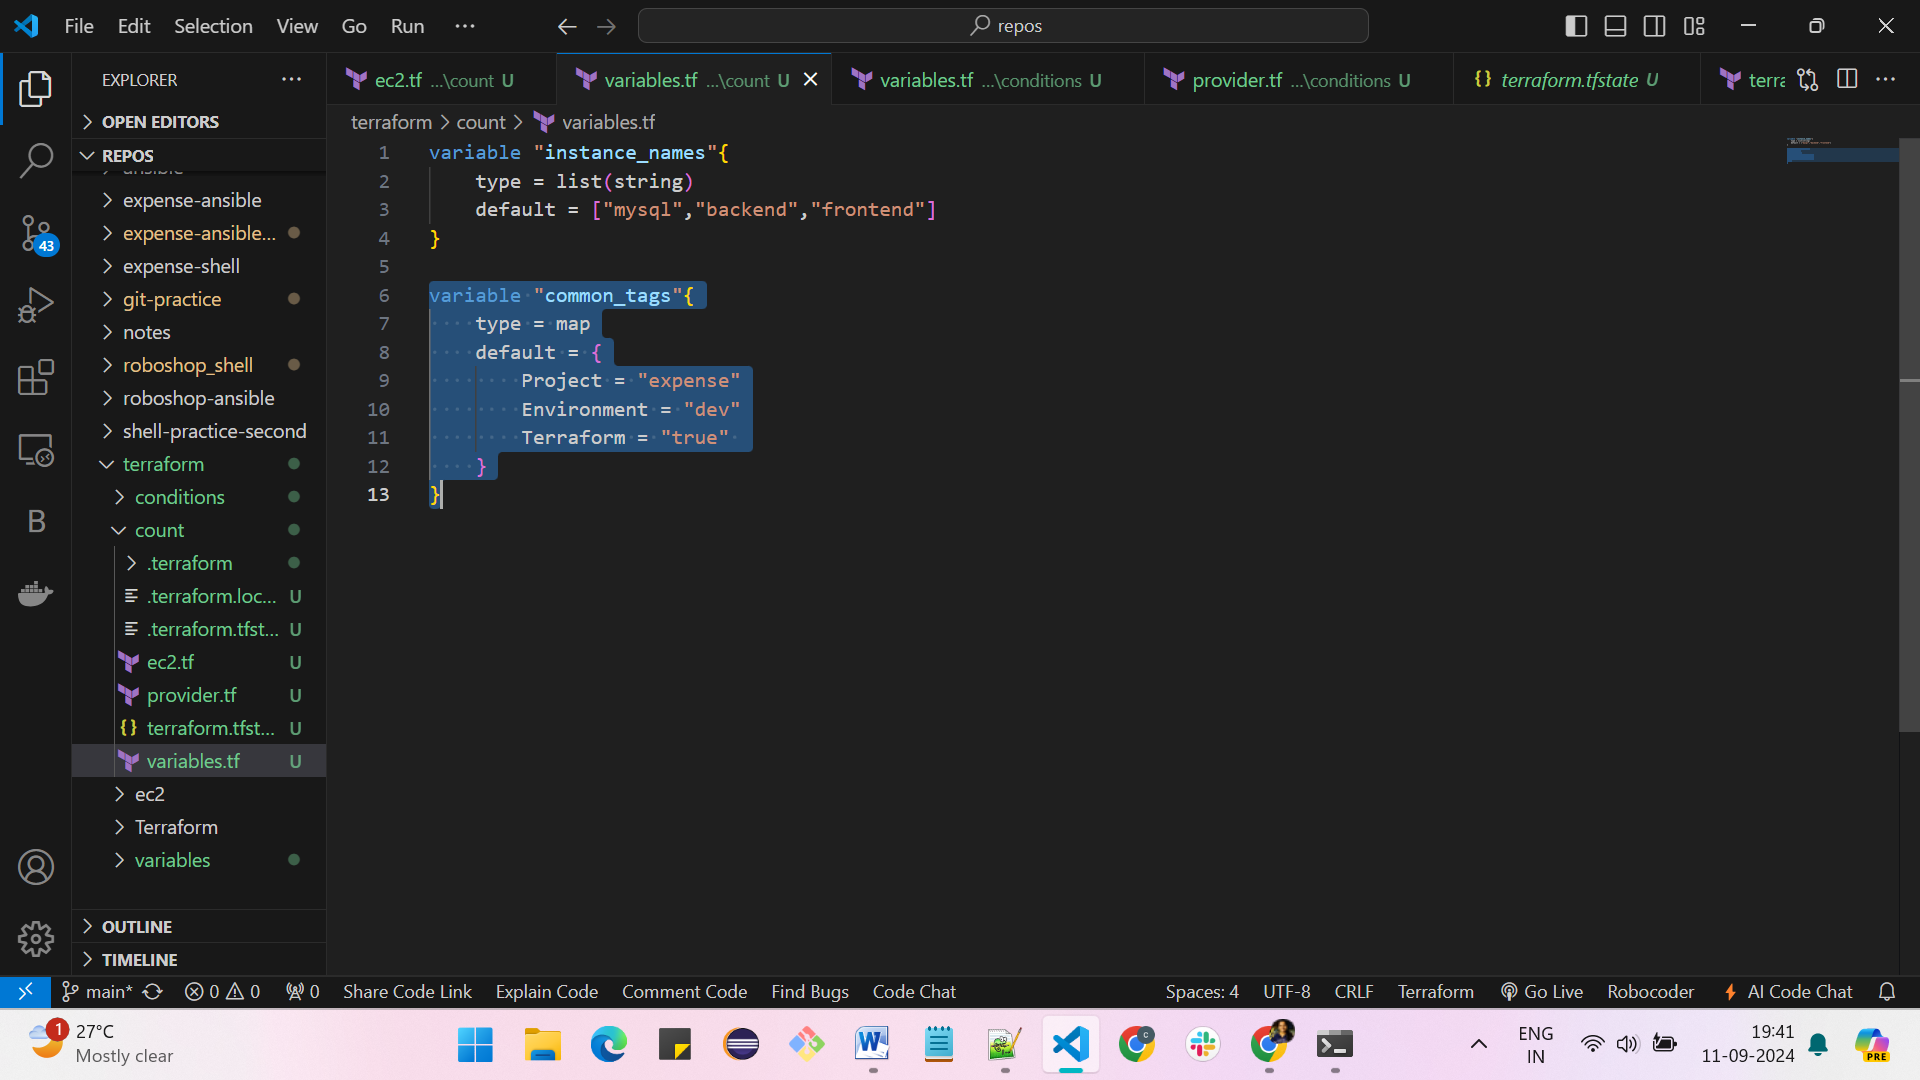 File Edit Selection View Go Run ··· repos
EXPLORER ···
OPEN EDITORS
REPOS
ansible
expense-ansible
expense-ansible...
expense-shell
git-practice
notes
roboshop_shell
roboshop-ansible
shell-practice-second
terraform
conditions
count
.terraform
.terraform.loc... U
.terraform.tfst... U
ec2.tf U
provider.tf U
{} terraform.tfst... U
variables.tf U
ec2
Terraform
variables
OUTLINE
TIMELINE
43
B
ec2.tf ...\count U variables.tf ...\count U variables.tf ...\conditions U provider.tf ...\conditions U {} terraform.tfstate U terra ···
terraform > count > variables.tf
1 variable "instance_names"{
2 type = list(string)
3 default = ["mysql","backend","frontend"]
4 }
5
6 variable "common_tags"{
7 type = map
8 default = {
9 Project = "expense"
10 Environment = "dev"
11 Terraform = "true"
12 }
13 }
main* 0 0 0 Share Code Link Explain Code Comment Code Find Bugs Code Chat Spaces: 4 UTF-8 CRLF Terraform Go Live Robocoder AI Code Chat
1 27°C
Mostly clear
W
C
ENG
IN
19:41
11-09-2024
PRE